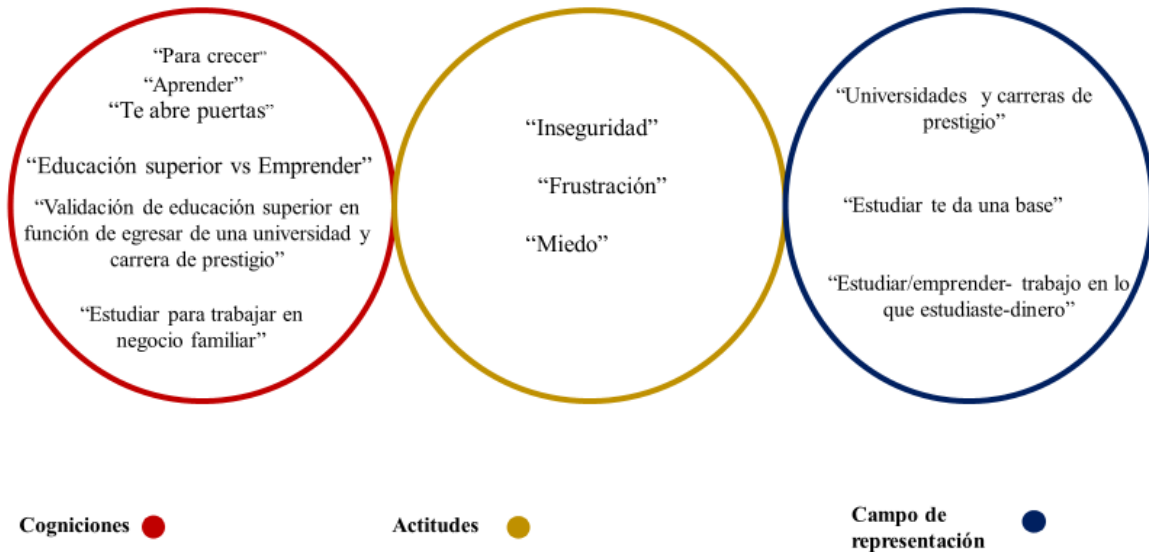 “Para crecer”
“Aprender”
“Te abre puertas”
“Educación superior vs Emprender”
“Validación de educación superior en
función de egresar de una universidad y
carrera de prestigio”
“Estudiar para trabajar en
negocio familiar”
“Inseguridad”
“Frustración”
“Miedo”
“Universidades y carreras de
prestigio”
“Estudiar te da una base”
“Estudiar/emprender- trabajo en lo
que estudiaste-dinero”
Cogniciones
Actitudes
Campo de
representación